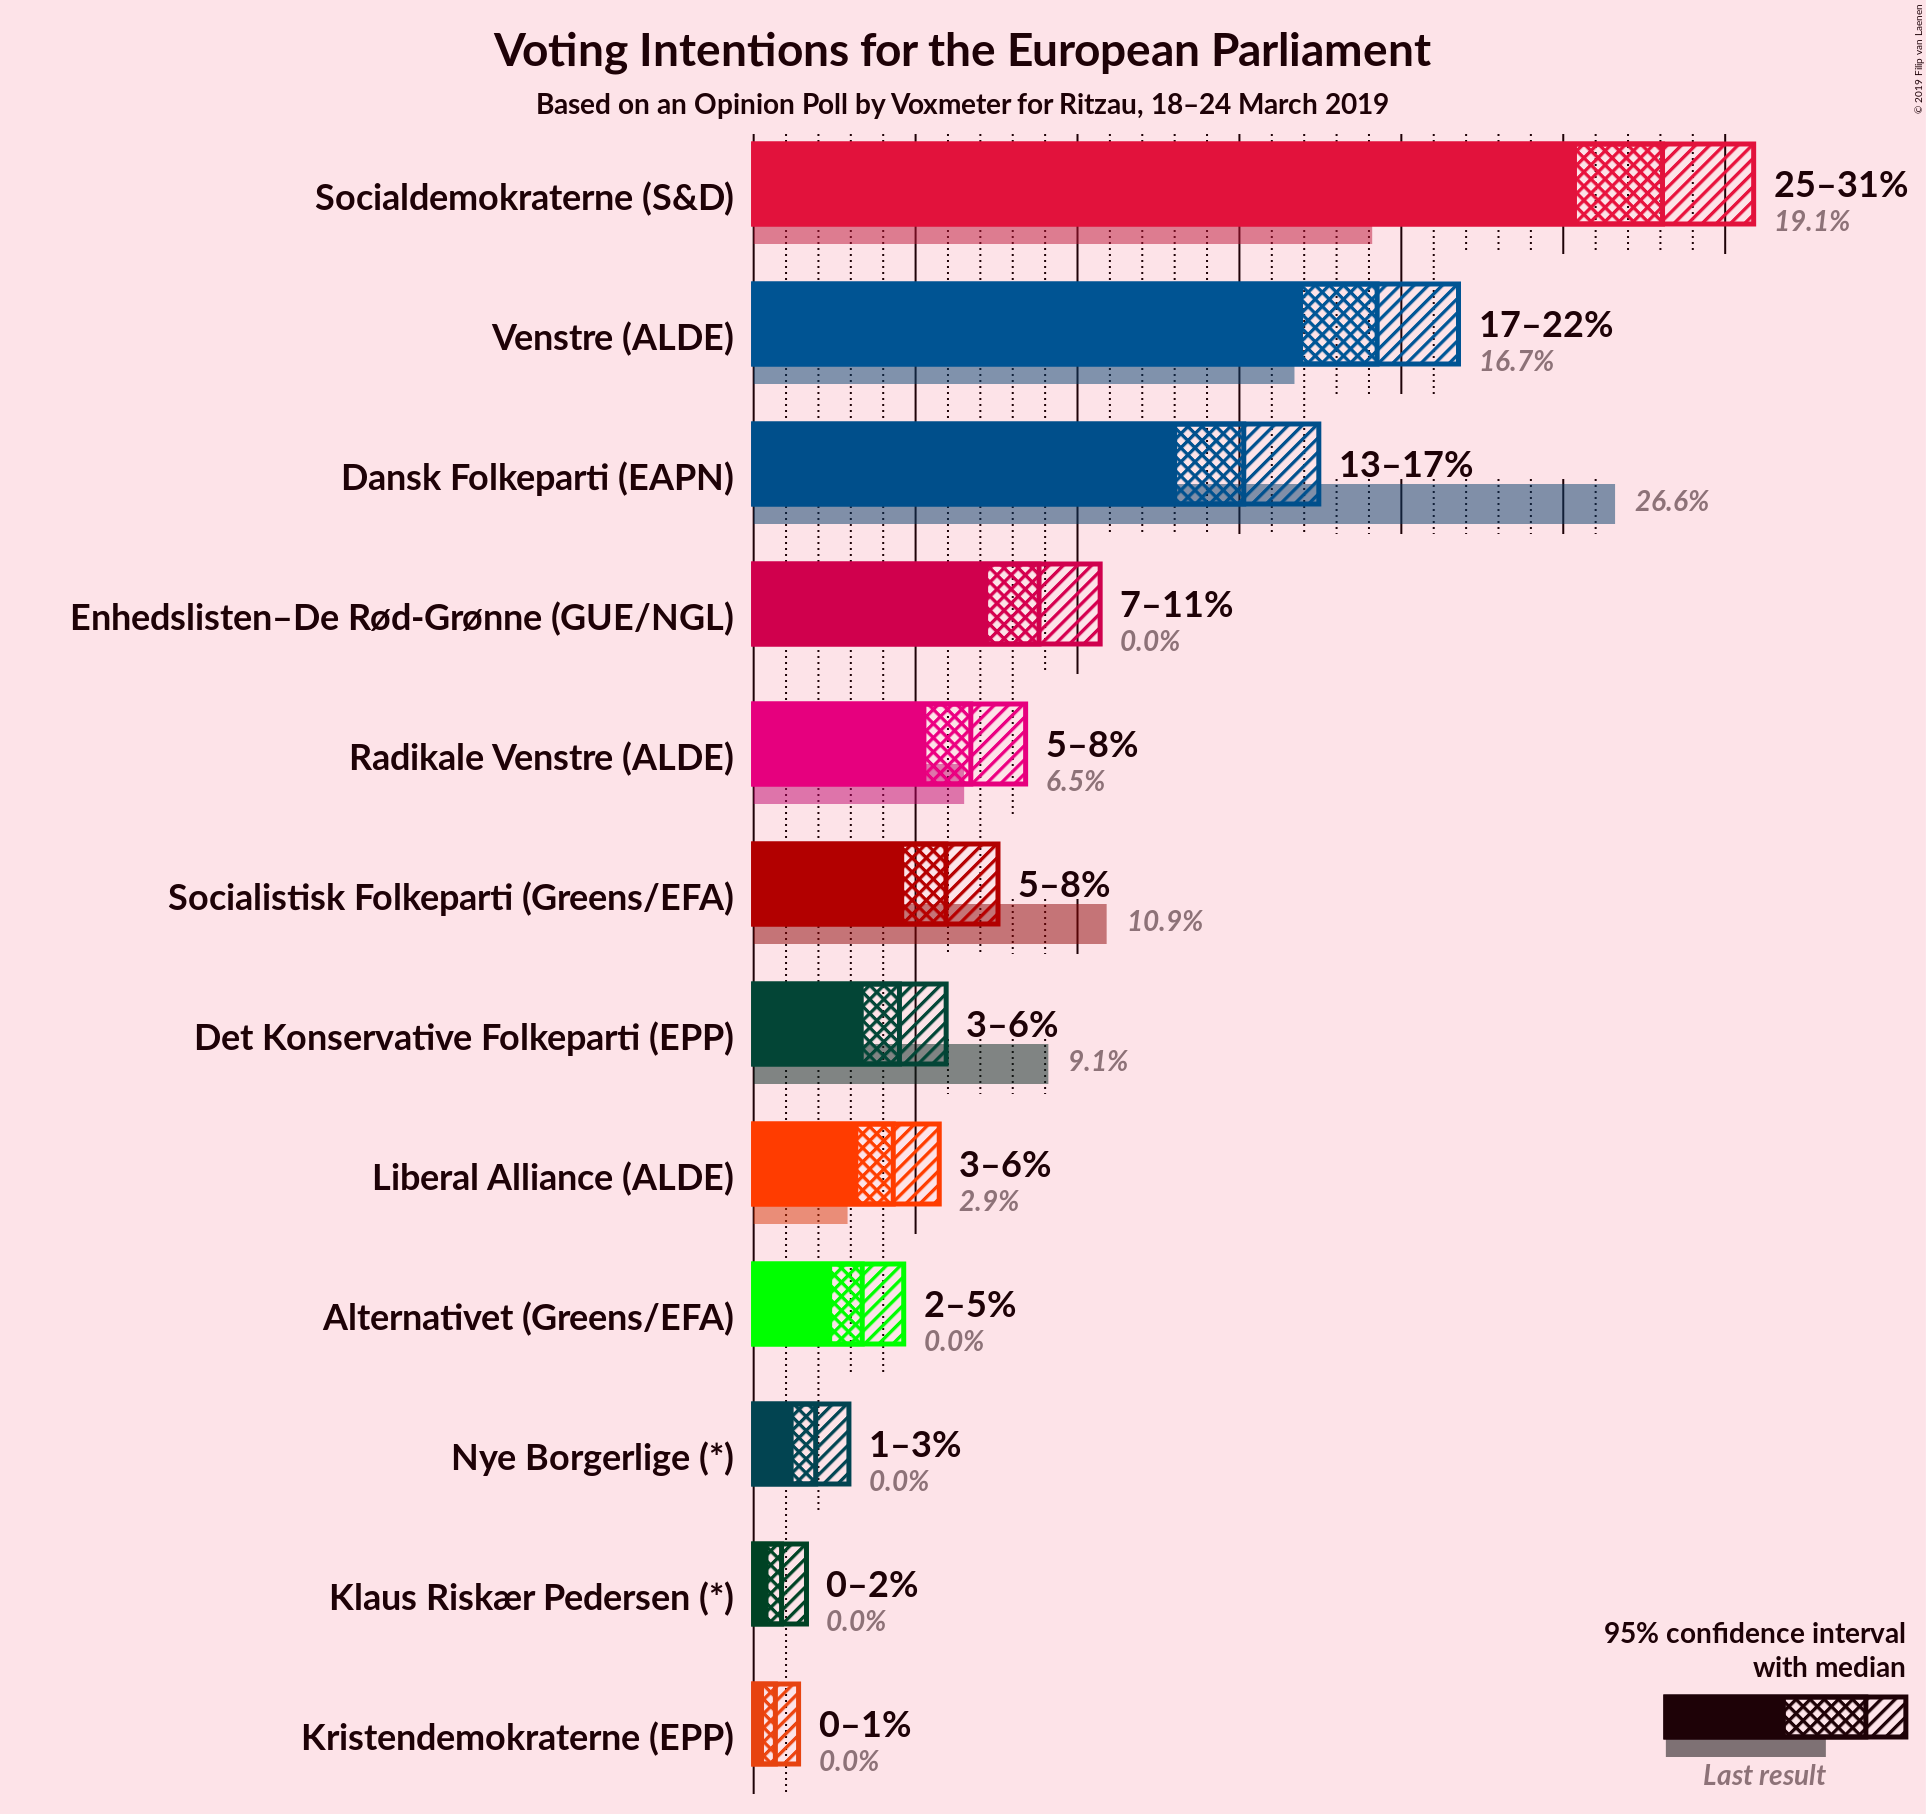 Voting Intentions for the European Parliament
Based on an Opinion Poll by Voxmeter for Ritzau, 18–24 March 2019
© 2019 Filip van Laenen
Socialdemokraterne (S&D)
25–31%
19.1%
Venstre (ALDE)
17–22%
16.7%
Dansk Folkeparti (EAPN)
13–17%
26.6%
Enhedslisten–De Rød-Grønne (GUE/NGL)
7–11%
0.0%
Radikale Venstre (ALDE)
5–8%
6.5%
Socialistisk Folkeparti (Greens/EFA)
5–8%
10.9%
Det Konservative Folkeparti (EPP)
3–6%
9.1%
Liberal Alliance (ALDE)
3–6%
2.9%
Alternativet (Greens/EFA)
2–5%
0.0%
Nye Borgerlige (*)
1–3%
0.0%
Klaus Riskær Pedersen (*)
0–2%
0.0%
Kristendemokraterne (EPP)
0–1%
0.0%
95% confidence interval
with median
Last result